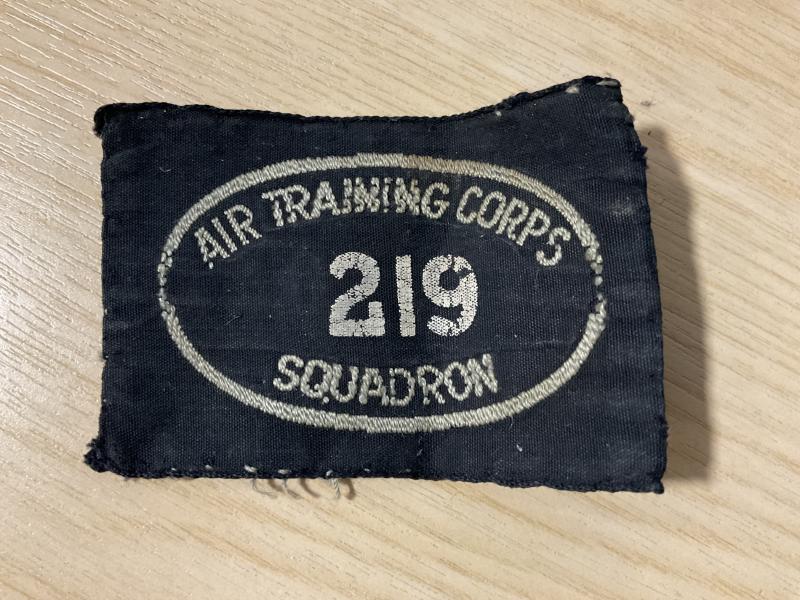 AIR TRAINING CORPS
219
SQUADRON